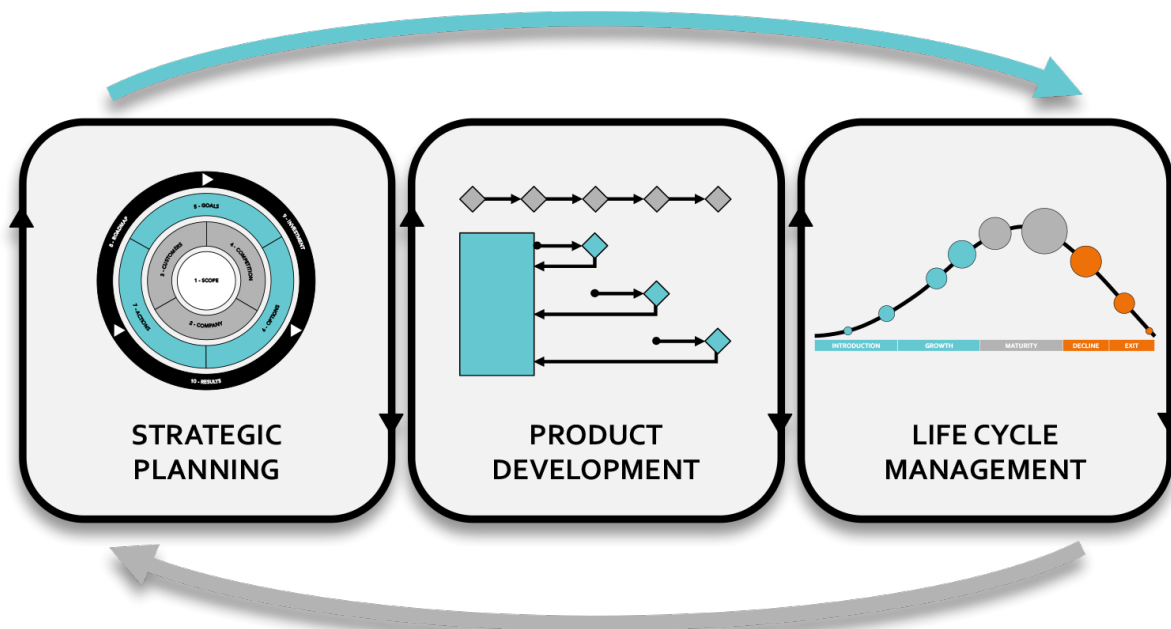 5 - GOALS
8 - ROADMAP
9 - INVESTMENT
3 - CUSTOMERS
4 - COMPETITION
1 - SCOPE
7 - ACTIONS
2 - COMPANY
6 - OPTIONS
10 - RESULTS
STRATEGIC
PLANNING
PRODUCT
DEVELOPMENT
INTRODUCTION
GROWTH
MATURITY
DECLINE
EXIT
LIFE CYCLE
MANAGEMENT